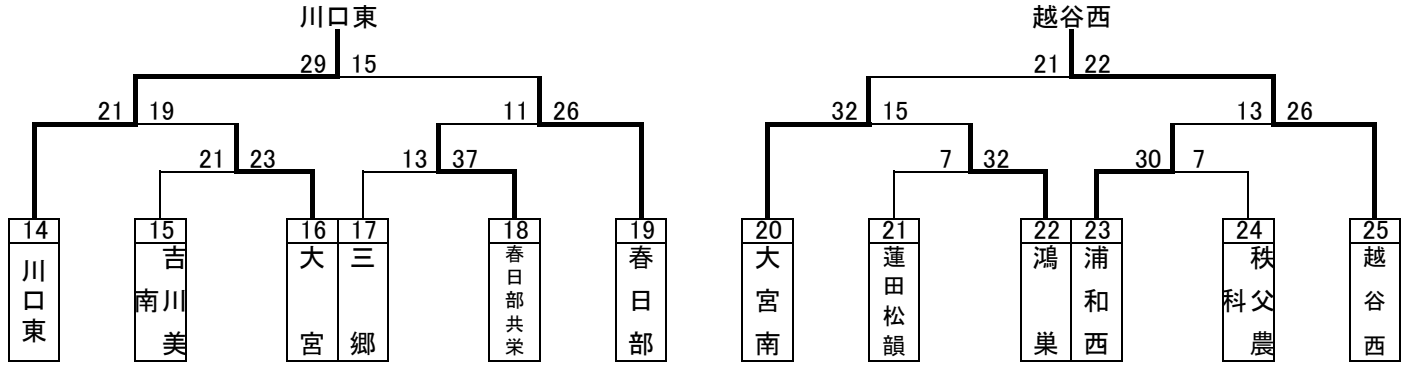 川口東
越谷西
29 15
21 22
21 19
11 26
32 15
13 26
21 23
13 37
7 32
30 7
14 15 16 17 18 19 20 21 22 23 24 25
川口東
吉川美南
大宮
三郷
春日部共栄
春日部
大宮南
蓮田松韻
鴻巣
浦和西
秩父農科
越谷西